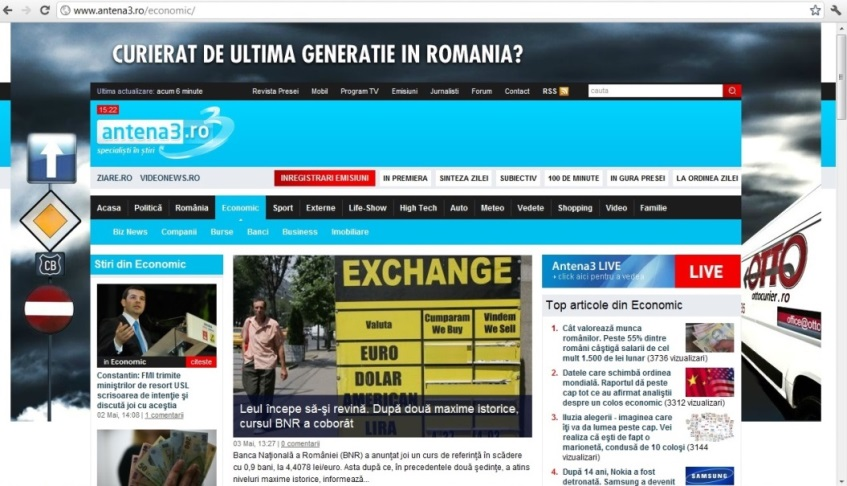 www.antena3.ro/economic/
CURIERAT DE ULTIMA GENERATIE IN ROMANIA?
Ultima actualizare: acum 6 minute
Revista Presei Mobil Program TV Emisiuni Jurnalisti Forum Contact RSS
cauta
15:22
antena3.ro 3
specialişti în ştiri
ZIARE.RO VIDEONEWS.RO
INREGISTRARI EMISIUNI IN PREMIERA SINTEZA ZILEI SUBIECTIV 100 DE MINUTE IN GURA PRESEI LA ORDINEA ZILEI
Acasa Politică România Economic Sport Externe Life-Show High Tech Auto Meteo Vedete Shopping Video Familie
Biz News Companii Burse Banci Business Imobiliare
CB
Stiri din Economic
in Economic citeste
Constantin: FMI trimite
miniştrilor de resort USL
scrisoarea de intenţie şi
discută joi cu aceştia
02 Mai, 14:08 | 1 comentarii
EXCHANGE
Valuta
Cumparam
We Buy
Vindem
We Sell
EURO
DOLAR
AMERICAN
LIRA
Leul începe să-şi revină. După două maxime istorice,
cursul BNR a coborât
03 Mai, 13:27 | 0 comentarii
Banca Naţională a României (BNR) a anunţat joi un curs de referinţă în scădere
cu 0,9 bani, la 4,4078 lei/euro. Asta după ce, în precedentele două şedinţe, a atins
niveluri maxime istorice, informează...
Antena3 LIVE
+ click aici pentru a vedea
LIVE
Top articole din Economic
1. Cât valorează munca
românilor. Peste 55% dintre
români câştigă salarii de cel
mult 1.500 de lei lunar (3736 vizualizari)
2. Datele care schimbă ordinea
mondială. Raportul dă peste
cap tot ce au afirmat analiştii
despre un colos economic (3312 vizualizari)
3. Iluzia alegerii - imaginea care
îţi va da lumea peste cap. Vei
realiza că eşti de fapt o
marionetă, condusă de 10 coloşi (3144
vizualizari)
4. După 14 ani, Nokia a fost
detronată. Samsung a devenit
SAMSUNG
OTTO
ottocurier.ro
office@otto